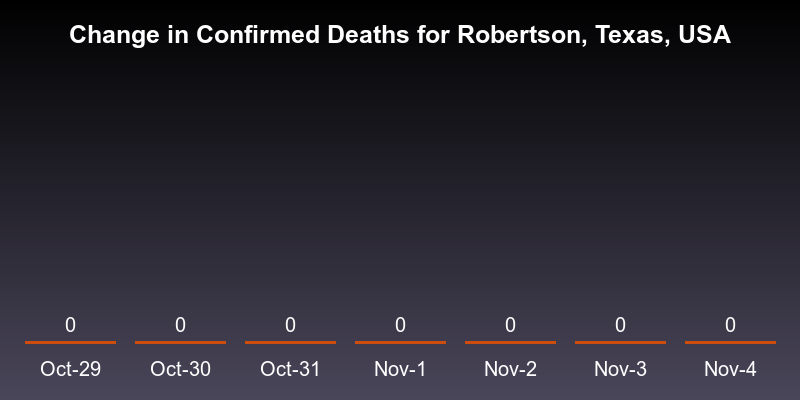 Change in Confirmed Deaths for Robertson, Texas, USA
0 0 0 0 0 0 0
Oct-29 Oct-30 Oct-31 Nov-1 Nov-2 Nov-3 Nov-4